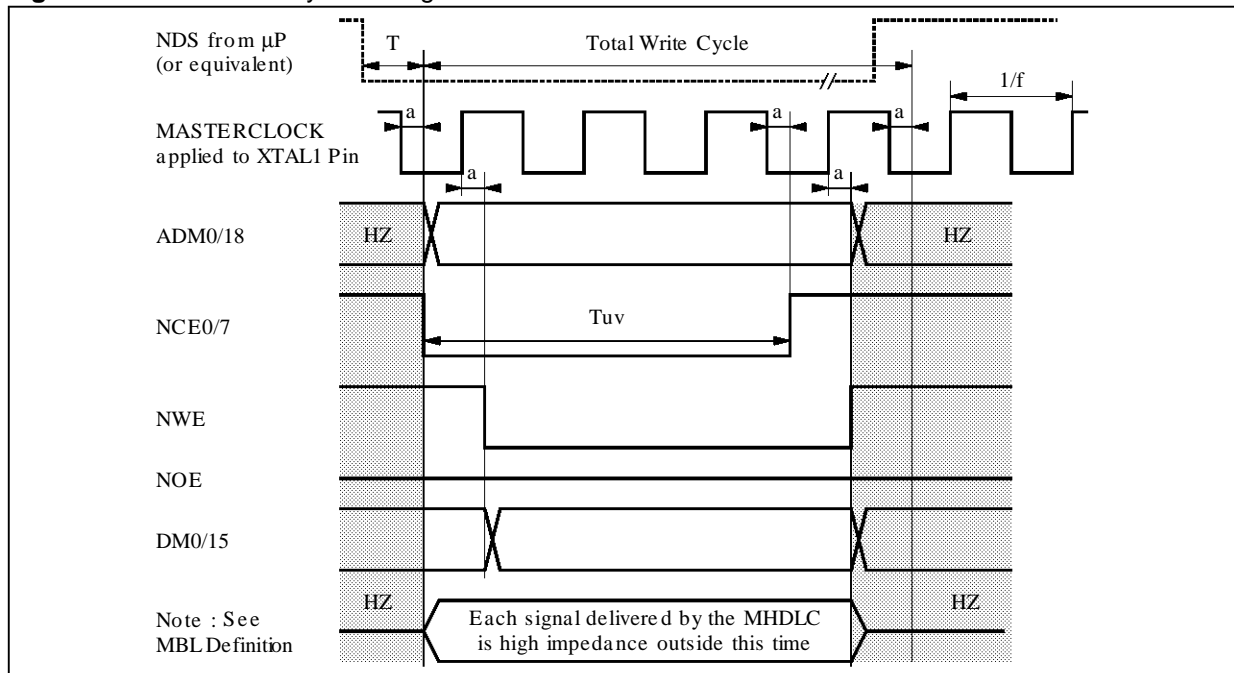 NDS from µP
(or equivalent)
T
Total Write Cycle
1/f
MASTERCLOCK
applied to XTAL1 Pin
a
a
a
a
a
ADM0/18
HZ
HZ
NCE0/7
Tuv
NWE
NOE
DM0/15
HZ
HZ
Note : See
MBL Definition
Each signal delivered by the MHDLC
is high impedance outside this time